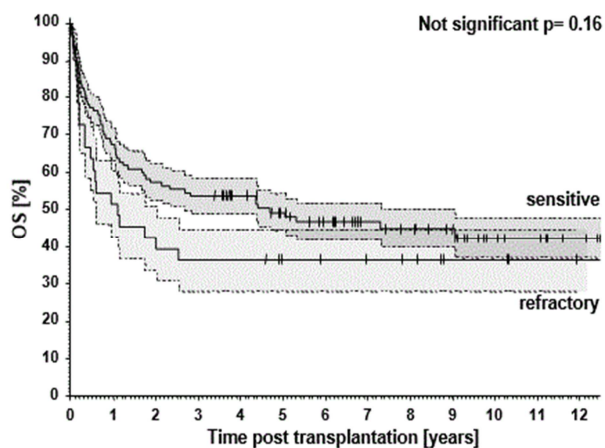 Not significant p= 0.16
OS [%]
100
90
80
70
60
50
40
30
20
10
0
sensitive
refractory
0 1 2 3 4 5 6 7 8 9 10 11 12
Time post transplantation [years]